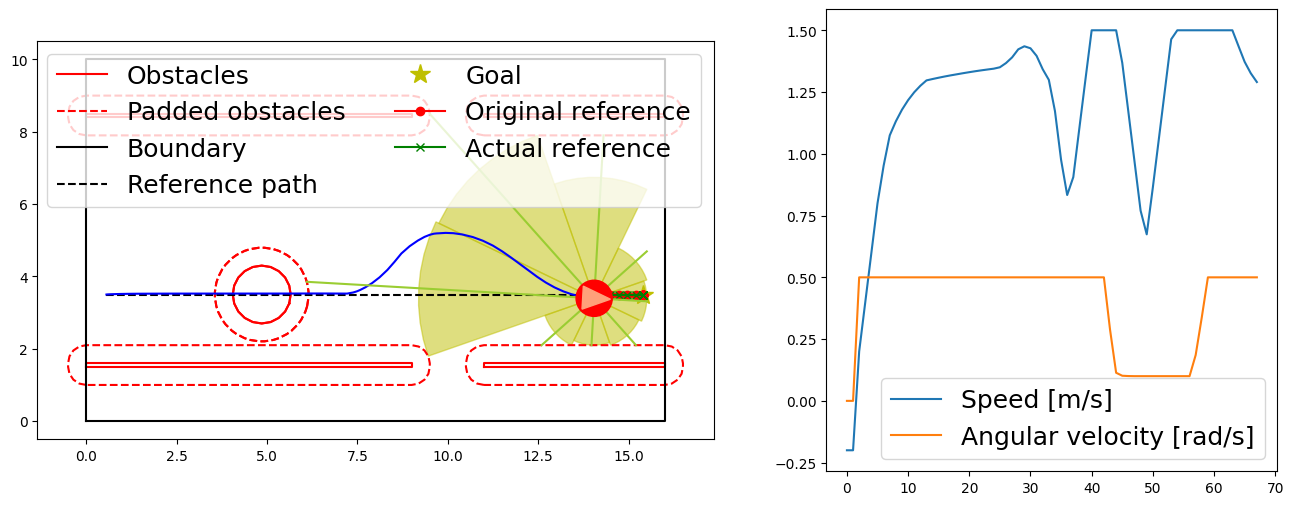 10
8
6
4
2
0
0.0 2.5 5.0 7.5 10.0 12.5 15.0
Obstacles
Padded obstacles
Boundary
Reference path
Goal
Original reference
Actual reference
1.50
1.25
1.00
0.75
0.50
0.25
0.00
−0.25
0 10 20 30 40 50 60 70
Speed [m/s]
Angular velocity [rad/s]